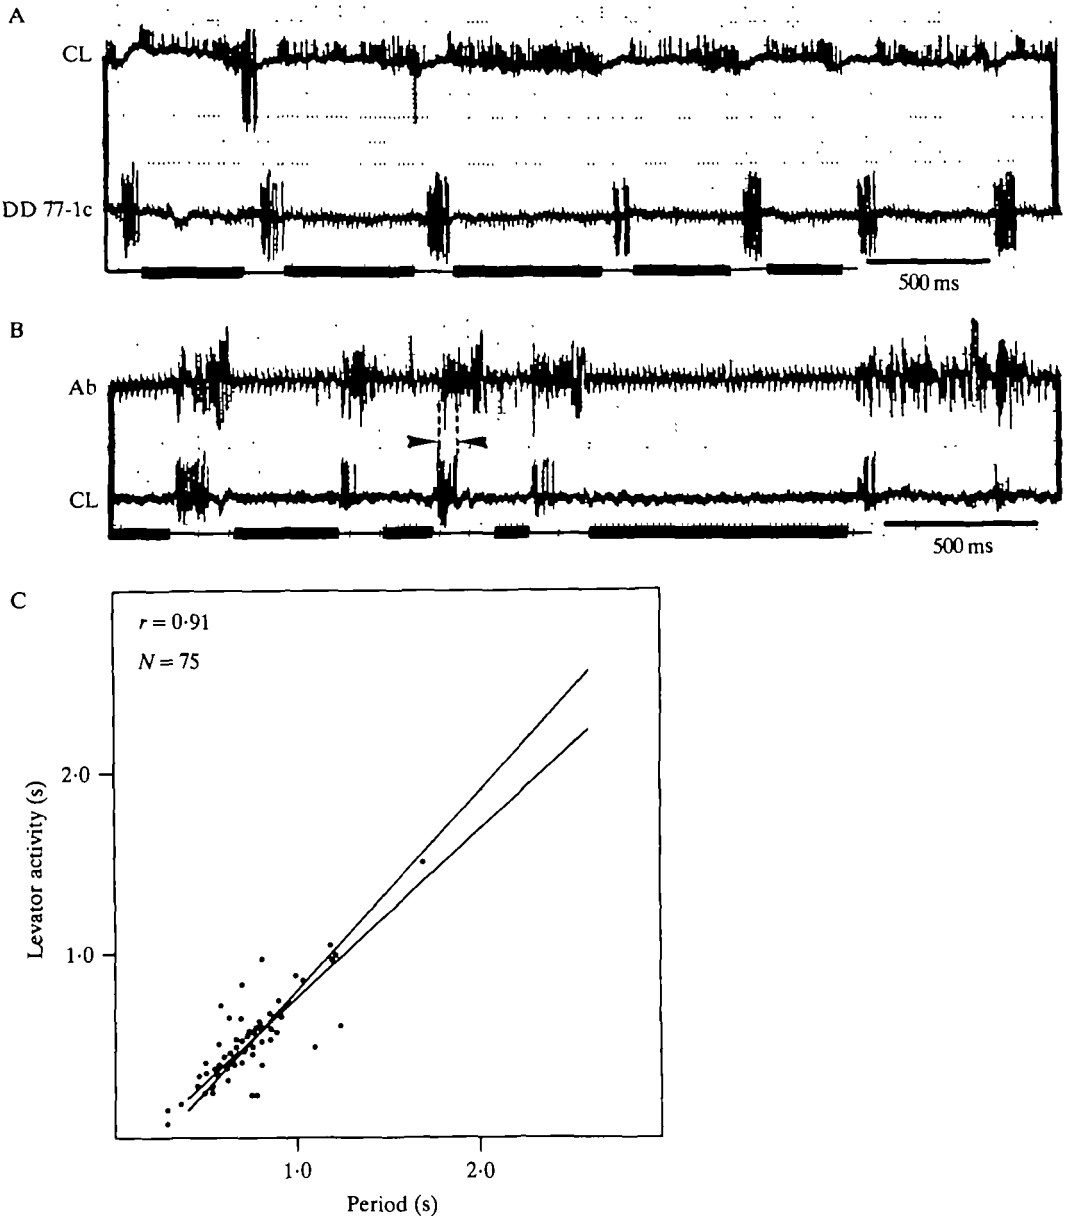 A
CL
DD 77-1c
500 ms
B
Ab
CL
500 ms
C
r = 0·91
N = 75
2·0
1·0
Levator activity (s)
1·0
2·0
Period (s)